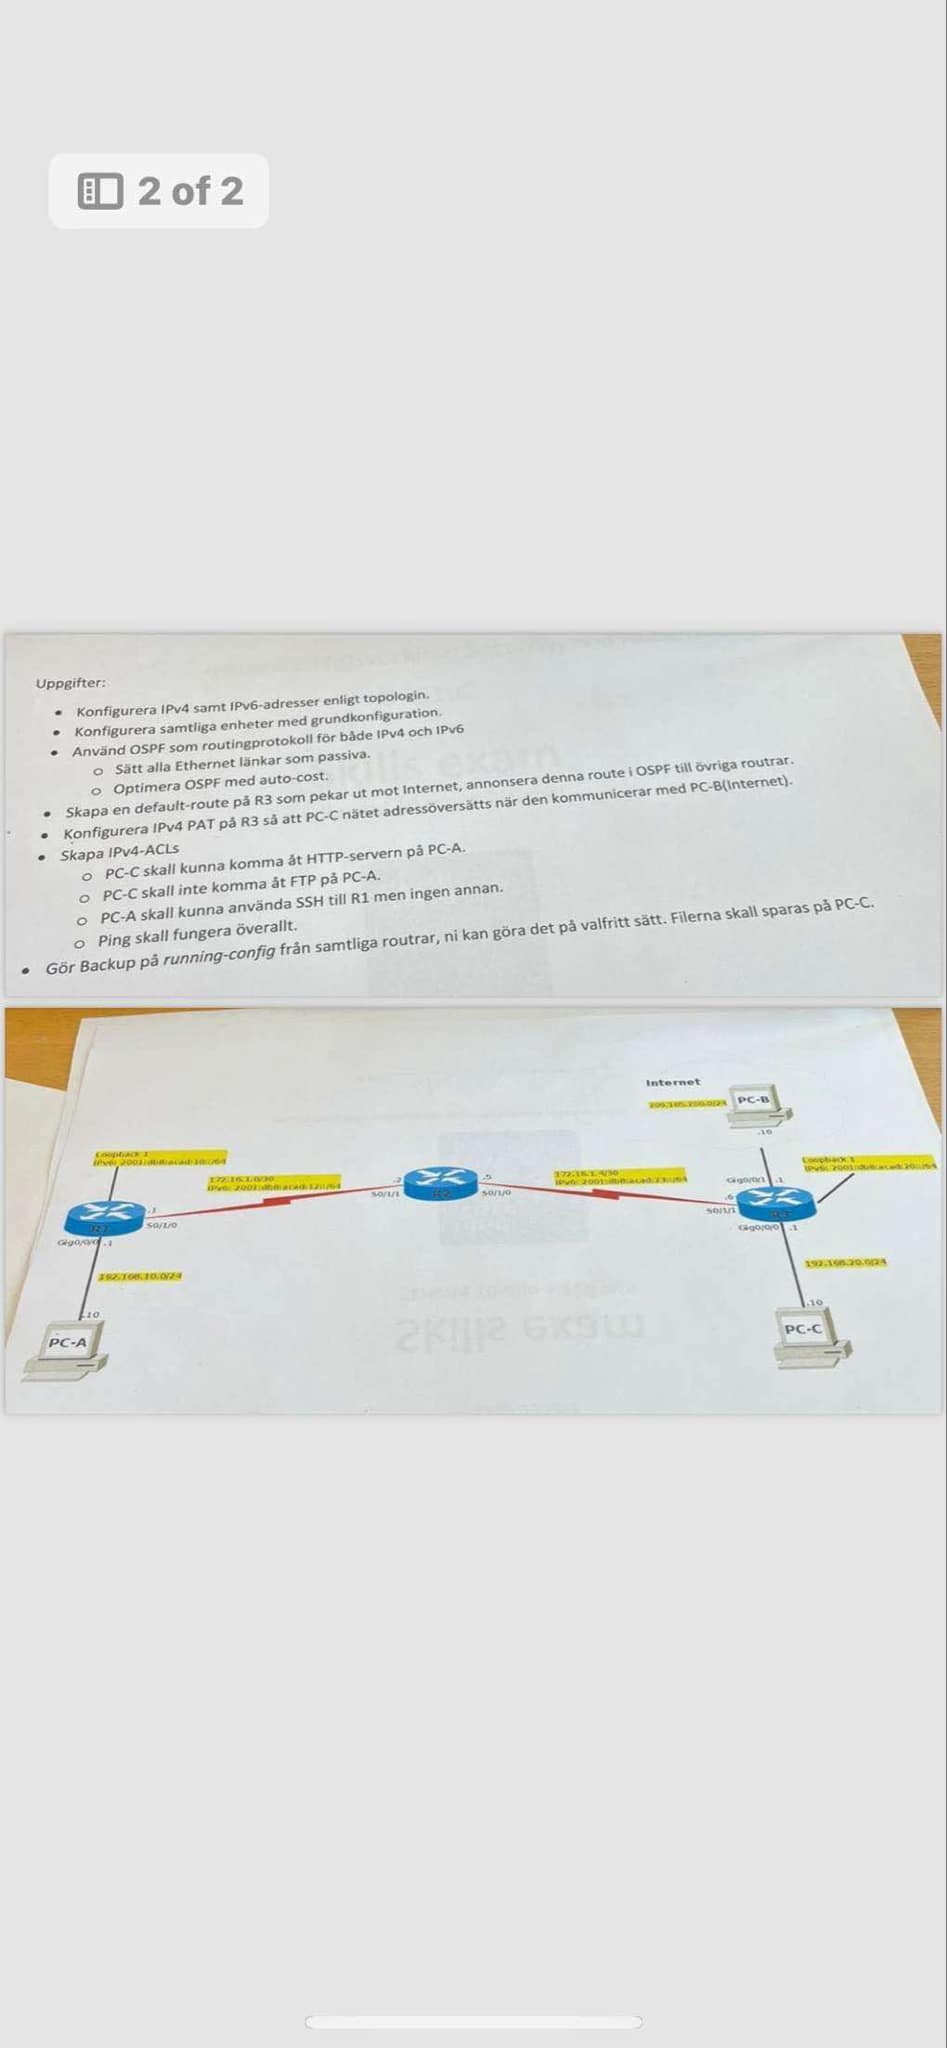 2 of 2
Uppgifter:
• Konfigurera IPv4 samt IPv6-adresser enligt topologin.
• Konfigurera samtliga enheter med grundkonfiguration.
• Använd OSPF som routingprotokoll för både IPv4 och IPv6
o Sätt alla Ethernet länkar som passiva.
o Optimera OSPF med auto-cost.
• Skapa en default-route på R3 som pekar ut mot Internet, annonsera denna route i OSPF till övriga routrar.
• Konfigurera IPv4 PAT på R3 så att PC-C nätet adressöversätts när den kommunicerar med PC-B(Internet).
• Skapa IPv4-ACLs
o PC-C skall kunna komma åt HTTP-servern på PC-A.
o PC-C skall inte komma åt FTP på PC-A.
o PC-A skall kunna använda SSH till R1 men ingen annan.
o Ping skall fungera överallt.
• Gör Backup på running-config från samtliga routrar, ni kan göra det på valfritt sätt. Filerna skall sparas på PC-C.
Internet
PC-B
.10
Loopback 1
IPv6: 2001:db8:acad:10::/64
172.16.1.0/30
IPv6: 2001:db8:acad:12::/64
172.16.1.4/30
IPv6: 2001:db8:acad:23::/64
Loopback 1
IPv6: 2001:db8:acad:20::/64
Gig0/0/1 .1
.1
S0/1/0
R1
.2
S0/1/1
R2
.5
S0/1/0
.6
S0/1/1
R3
Gig0/0/0 .1
Gig0/0/0 .1
192.168.10.0/24
192.168.20.0/24
.10
PC-A
.10
PC-C
Skills exam